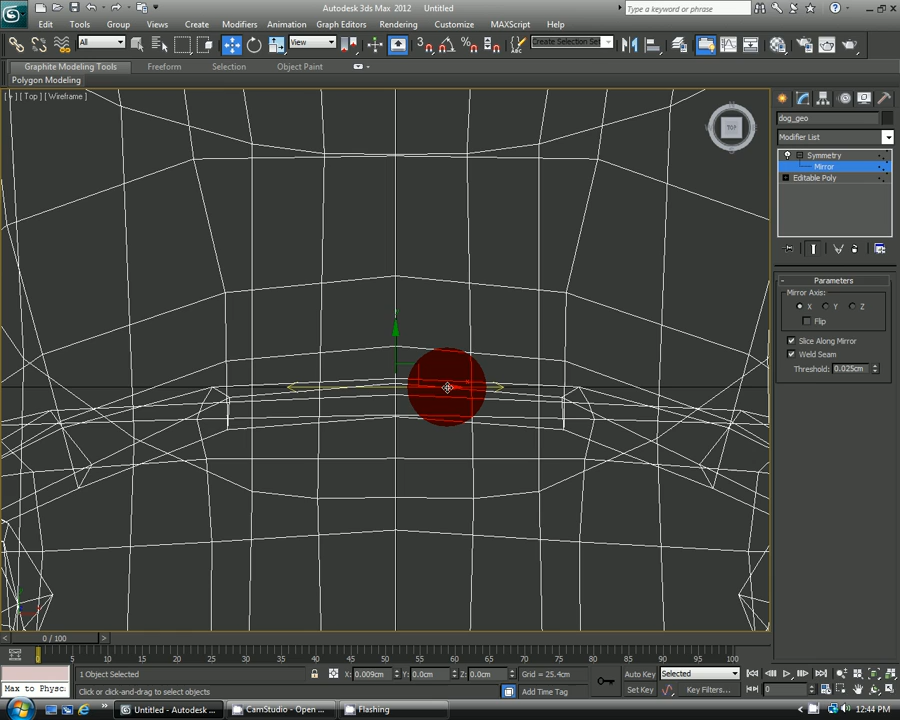 Autodesk 3ds Max 2012    Untitled
Type a keyword or phrase
Edit Tools Group Views Create Modifiers Animation Graph Editors Rendering Customize MAXScript Help
All View Create Selection Set
Graphite Modeling Tools Freeform Selection Object Paint
Polygon Modeling
[ + ] [ Top ] [ Wireframe ]
TOP
dog_geo
Modifier List
Symmetry
Mirror
Editable Poly
Parameters
Mirror Axis:
X Y Z
Flip
Slice Along Mirror
Weld Seam
Threshold: 0.025cm
0 / 100
0 5 10 15 20 25 30 35 40 45 50 55 60 65 70 75 80 85 90 95 100
1 Object Selected X: 0.009cm Y: 0.0cm Z: 0.0cm Grid = 25.4cm Auto Key Selected
Max to Physc: Click or click-and-drag to select objects Add Time Tag Set Key Key Filters... 0
Untitled - Autodesk ... CamStudio - Open ... Flashing 12:44 PM